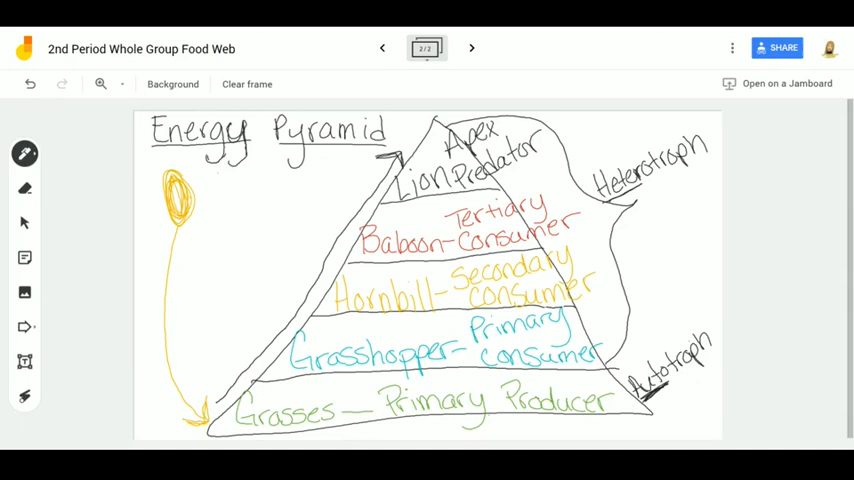 2nd Period Whole Group Food Web
2/2
SHARE
Background
Clear frame
Open on a Jamboard
Energy Pyramid
Apex
Lion Predator
Heterotroph
Tertiary
Baboon-Consumer
Secondary
Hornbill-consumer
Primary
Grasshopper-consumer
Autotroph
Grasses - Primary Producer